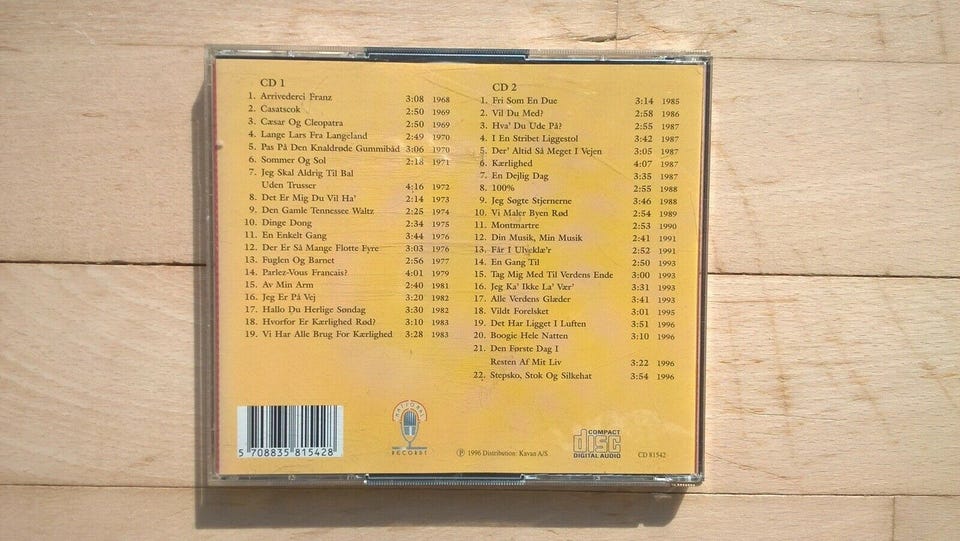 CD 1
1. Arrivederci Franz 3:08 1968
2. Casatscok 2:50 1969
3. Cæsar Og Cleopatra 2:50 1969
4. Lange Lars Fra Langeland 2:49 1970
5. Pas På Den Knaldrøde Gummibåd 3:06 1970
6. Sommer Og Sol 2:18 1971
7. Jeg Skal Aldrig Til Bal
Uden Trusser 4:16 1972
8. Det Er Mig Du Vil Ha' 2:14 1973
9. Den Gamle Tennessee Waltz 2:25 1974
10. Dinge Dong 2:34 1975
11. En Enkelt Gang 3:44 1976
12. Der Er Så Mange Flotte Fyre 3:03 1976
13. Fuglen Og Barnet 2:56 1977
14. Parlez-Vous Francais? 4:01 1979
15. Av Min Arm 2:40 1981
16. Jeg Er På Vej 3:20 1982
17. Hallo Du Herlige Søndag 3:30 1982
18. Hvorfor Er Kærlighed Rød? 3:10 1983
19. Vi Har Alle Brug For Kærlighed 3:28 1983
CD 2
1. Fri Som En Due 3:14 1985
2. Vil Du Med? 2:58 1986
3. Hva' Du Ude På? 2:55 1987
4. I En Stribet Liggestol 3:42 1987
5. Der' Altid Så Meget I Vejen 3:05 1987
6. Kærlighed 4:07 1987
7. En Dejlig Dag 3:35 1987
8. 100% 2:55 1988
9. Jeg Søgte Stjernerne 3:46 1988
10. Vi Maler Byen Rød 2:54 1989
11. Montmartre 2:53 1990
12. Din Musik, Min Musik 2:41 1991
13. Får I Ulveklæ'r 2:52 1991
14. En Gang Til 2:50 1993
15. Tag Mig Med Til Verdens Ende 3:00 1993
16. Jeg Ka' Ikke La' Vær' 3:31 1993
17. Alle Verdens Glæder 3:41 1993
18. Vildt Forelsket 3:01 1995
19. Det Har Ligget I Luften 3:51 1996
20. Boogie Hele Natten 3:10 1996
21. Den Første Dag I
Resten Af Mit Liv 3:22 1996
22. Stepsko, Stok Og Silkehat 3:54 1996
5 708835 815428
RECORDS
℗ 1996 Distribution: Kavan A/S
COMPACT
disc
DIGITAL AUDIO
CD 81542